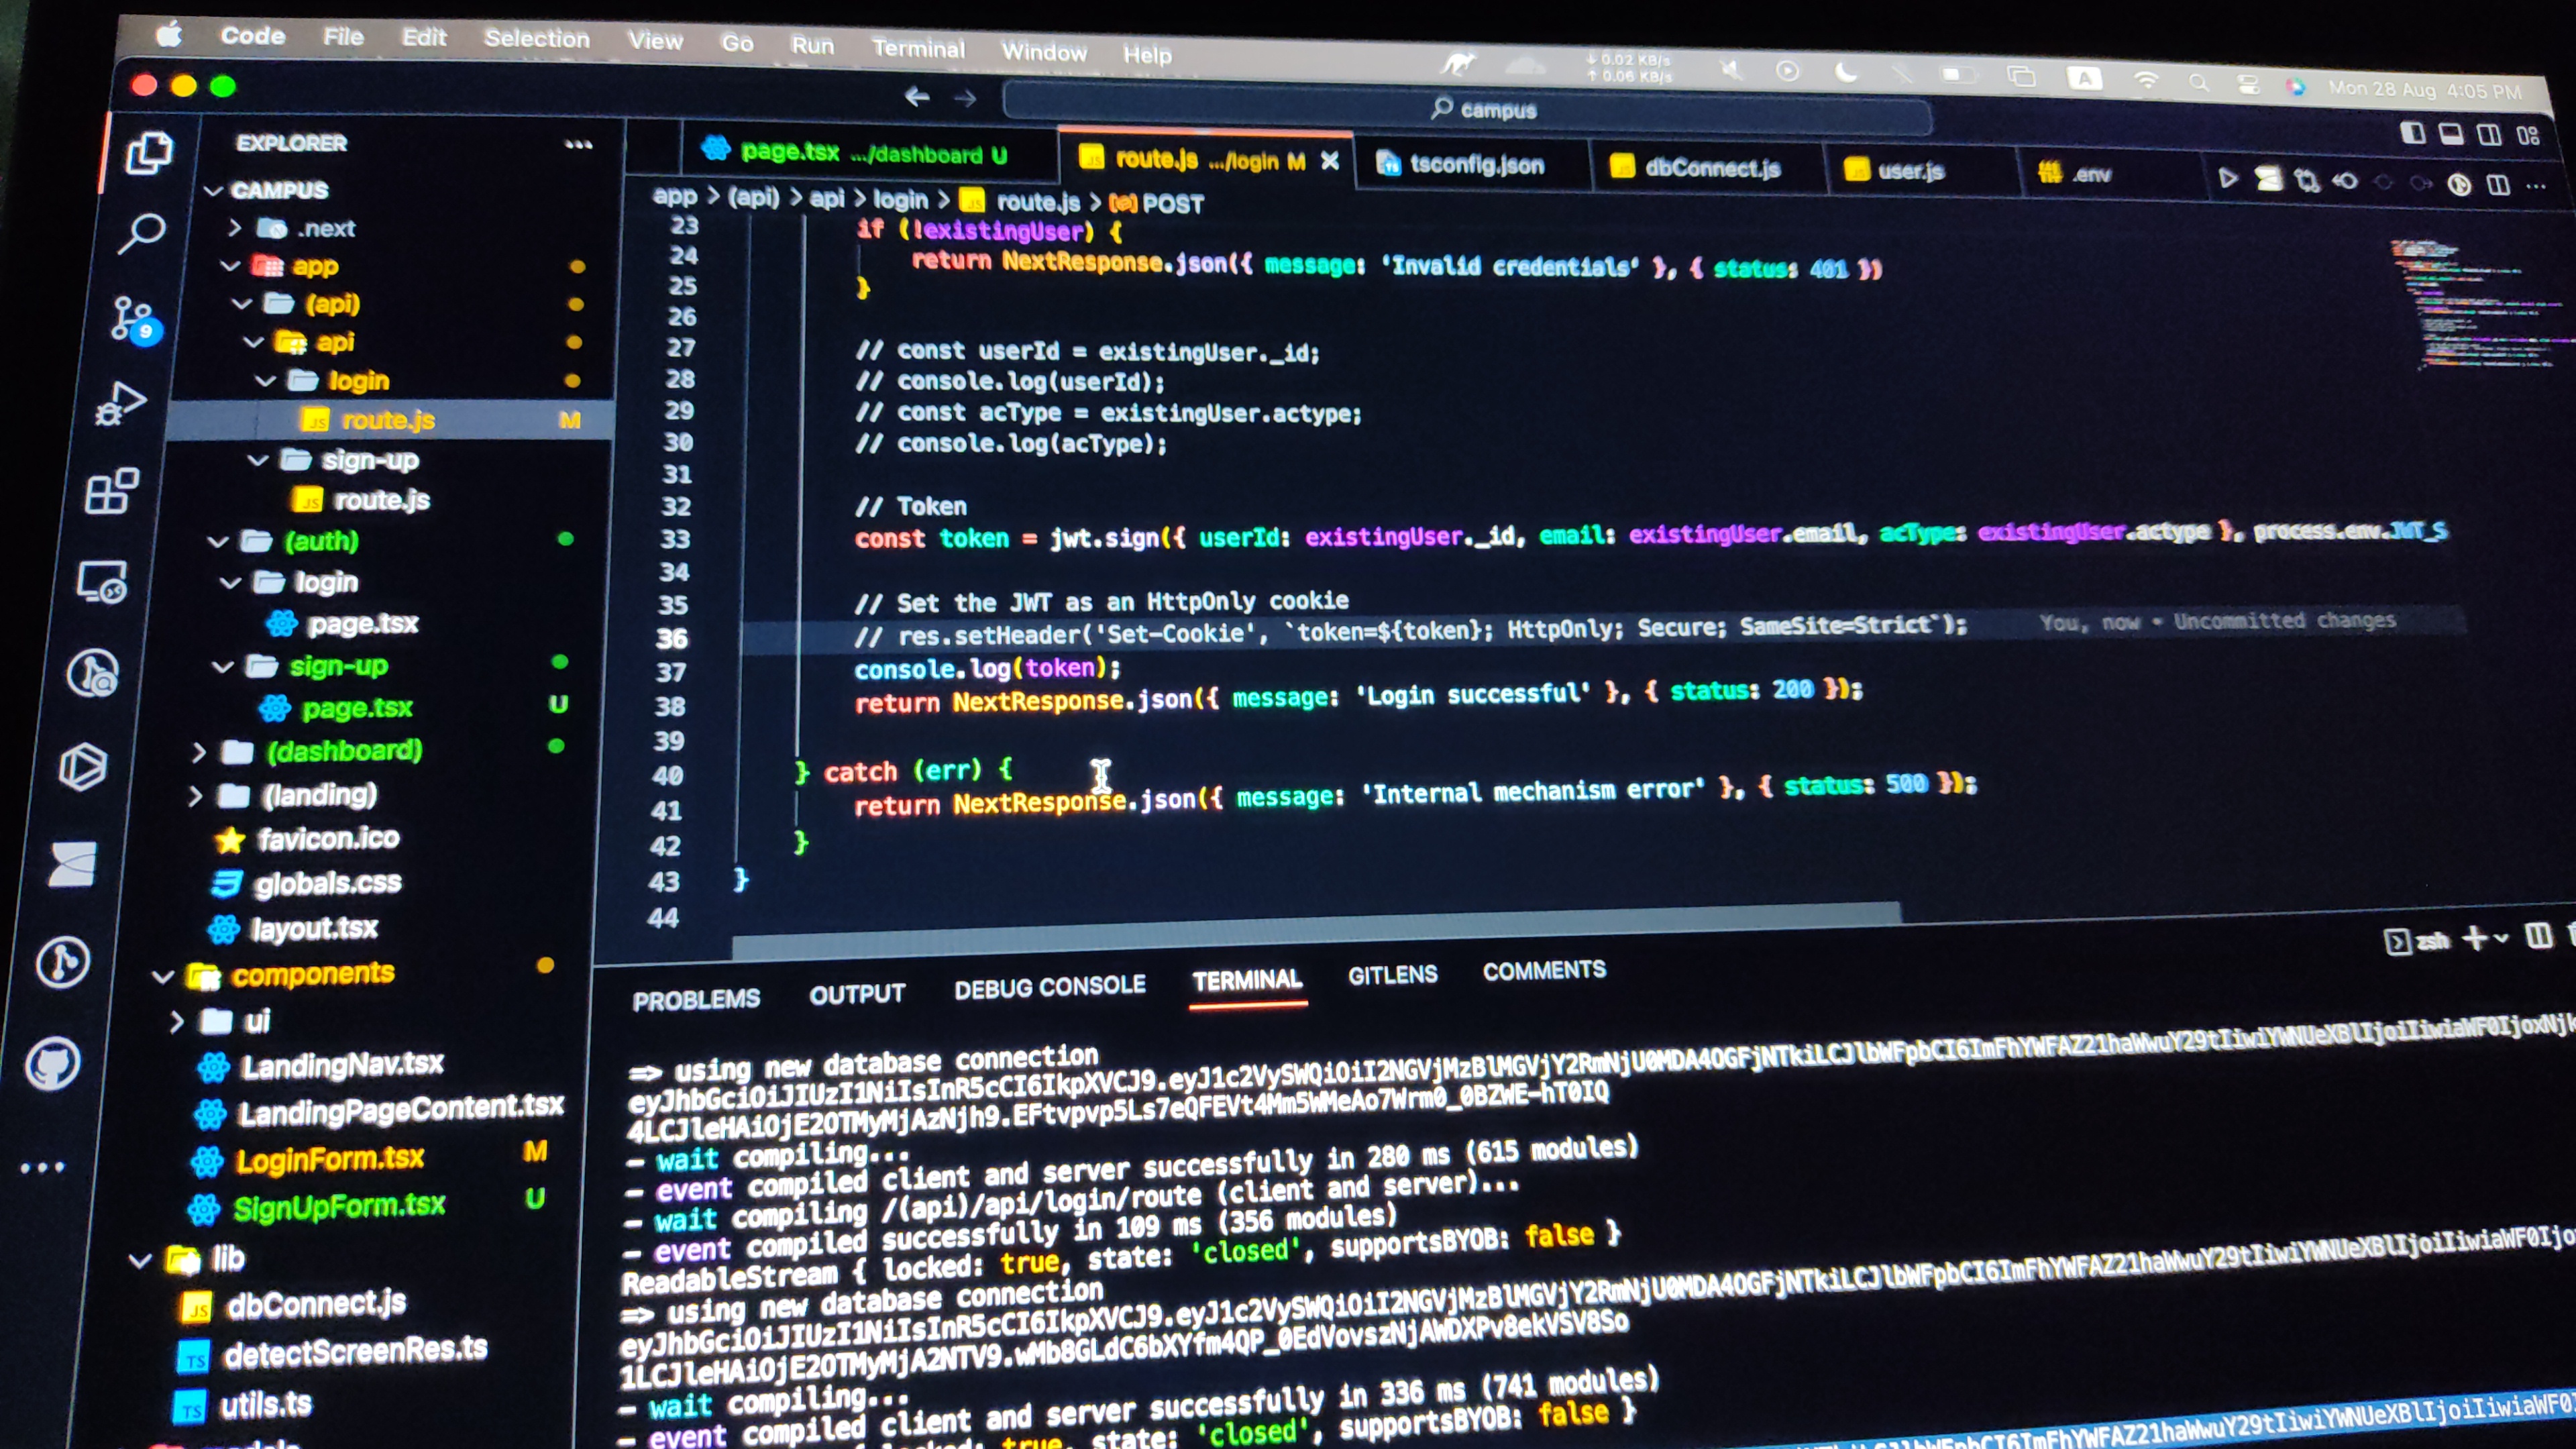 Code File Edit Selection View Go Run Terminal Window Help
0.02 KB/s
0.06 KB/s
A
Mon 28 Aug 4:05 PM
campus
EXPLORER
CAMPUS
.next
app
(api)
api
login
route.js M
sign-up
route.js
(auth)
login
page.tsx
sign-up
page.tsx U
(dashboard)
(landing)
favicon.ico
globals.css
layout.tsx
components
ui
LandingNav.tsx
LandingPageContent.tsx
LoginForm.tsx M
SignUpForm.tsx U
lib
JS dbConnect.js
TS detectScreenRes.ts
TS utils.ts
9
page.tsx .../dashboard U
route.js .../login M
tsconfig.json
dbConnect.js
user.js
.env
app > (api) > api > login > route.js > POST
23 if (!existingUser) {
24 return NextResponse.json({ message: 'Invalid credentials' }, { status: 401 })
25 }
26
27 // const userId = existingUser._id;
28 // console.log(userId);
29 // const acType = existingUser.actype;
30 // console.log(acType);
31
32 // Token
33 const token = jwt.sign({ userId: existingUser._id, email: existingUser.email, acType: existingUser.actype }, process.env.JWT_S
34
35 // Set the JWT as an HttpOnly cookie
36 // res.setHeader('Set-Cookie', `token=${token}; HttpOnly; Secure; SameSite=Strict`); You, now • Uncommitted changes
37 console.log(token);
38 return NextResponse.json({ message: 'Login successful' }, { status: 200 });
39
40 } catch (err) {
41 return NextResponse.json({ message: 'Internal mechanism error' }, { status: 500 });
42 }
43 }
44
PROBLEMS OUTPUT DEBUG CONSOLE TERMINAL GITLENS COMMENTS
zsh
=> using new database connection
– wait compiling...
– event compiled client and server successfully in 280 ms (615 modules)
– wait compiling /(api)/api/login/route (client and server)...
– event compiled successfully in 109 ms (356 modules)
ReadableStream { locked: true, state: 'closed', supportsBYOB: false }
=> using new database connection
– wait compiling...
– event compiled client and server successfully in 336 ms (741 modules)
locked: true, state: 'closed', supportsBYOB: false }